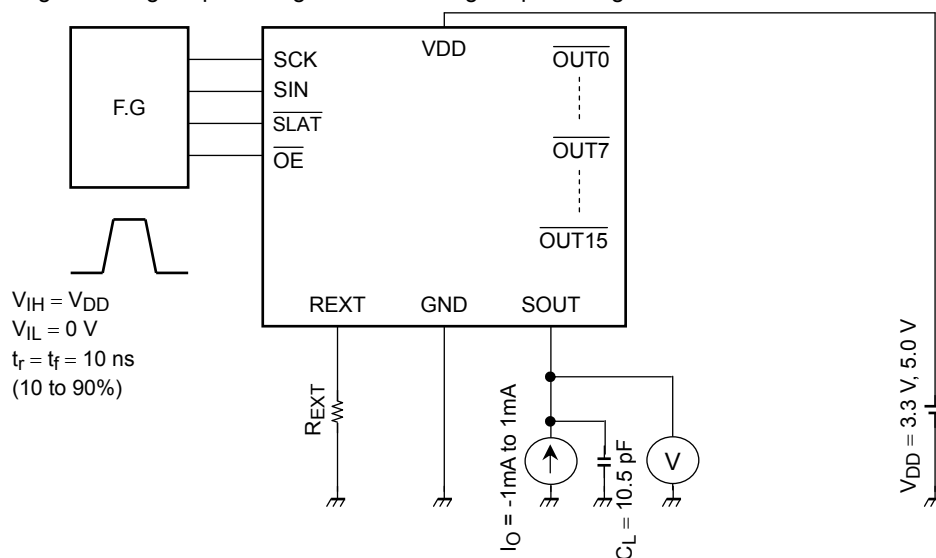 VDD
SCK
SIN
SLAT
OE
F.G
OUT0
OUT7
OUT15
REXT
GND
SOUT
VIH = VDD
VIL = 0 V
tr = tf = 10 ns
(10 to 90%)
REXT
IO = -1mA to 1mA
CL = 10.5 pF
V
VDD = 3.3 V, 5.0 V